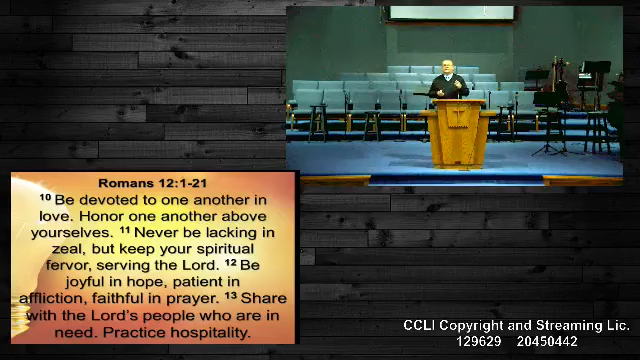 Romans 12:1-21
10 Be devoted to one another in
love. Honor one another above
yourselves. 11 Never be lacking in
zeal, but keep your spiritual
fervor, serving the Lord. 12 Be
joyful in hope, patient in
affliction, faithful in prayer. 13 Share
with the Lord's people who are in
need. Practice hospitality.
CCLI Copyright and Streaming Lic.
129629 20450442